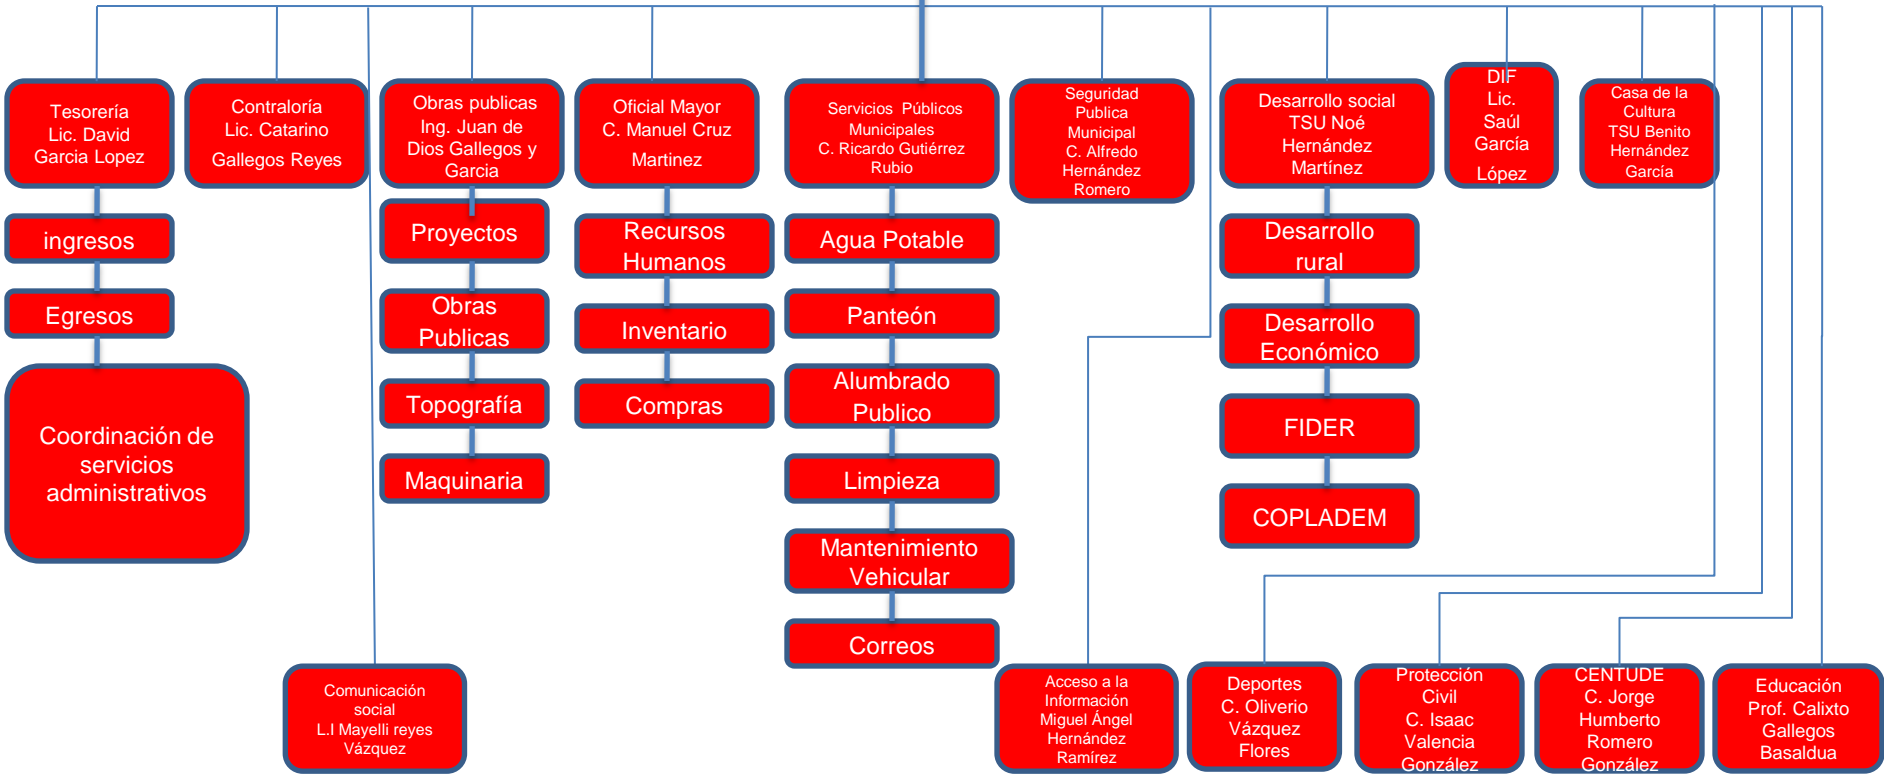 Tesorería
Lic. David
Garcia Lopez
Contraloría
Lic. Catarino
Gallegos Reyes
Obras publicas
Ing. Juan de
Dios Gallegos y
Garcia
Oficial Mayor
C. Manuel Cruz
Martinez
Servicios Públicos
Municipales
C. Ricardo Gutiérrez
Rubio
Seguridad
Publica
Municipal
C. Alfredo
Hernández
Romero
Desarrollo social
TSU Noé
Hernández
Martínez
DIF
Lic.
Saúl
García
López
Casa de la
Cultura
TSU Benito
Hernández
García
ingresos
Egresos
Coordinación de
servicios
administrativos
Proyectos
Obras
Publicas
Topografía
Maquinaria
Recursos
Humanos
Inventario
Compras
Agua Potable
Panteón
Alumbrado
Publico
Limpieza
Mantenimiento
Vehicular
Correos
Desarrollo
rural
Desarrollo
Económico
FIDER
COPLADEM
Comunicación
social
L.I Mayelli reyes
Vázquez
Acceso a la
Información
Miguel Ángel
Hernández
Ramírez
Deportes
C. Oliverio
Vázquez
Flores
Protección
Civil
C. Isaac
Valencia
González
CENTUDE
C. Jorge
Humberto
Romero
González
Educación
Prof. Calixto
Gallegos
Basaldua